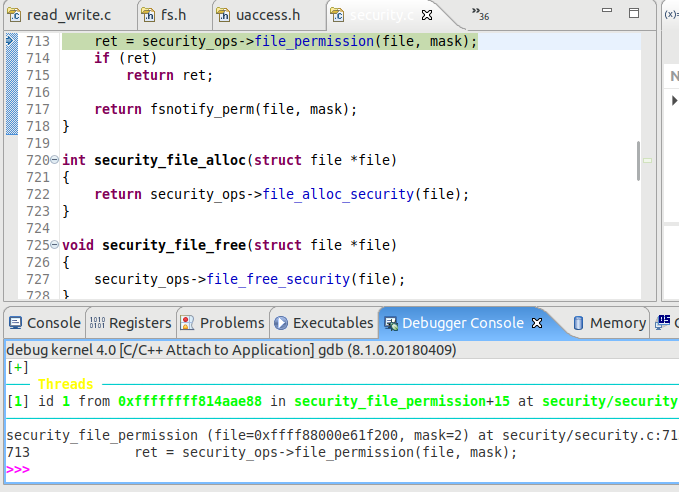 read_write.c fs.h uaccess.h security.c »36 (x)=
713 ret = security_ops->file_permission(file, mask);
714 if (ret)
715 return ret;
716
717 return fsnotify_perm(file, mask);
718 }
719
720 int security_file_alloc(struct file *file)
721 {
722 return security_ops->file_alloc_security(file);
723 }
724
725 void security_file_free(struct file *file)
726 {
727 security_ops->file_free_security(file);
728 }
Console Registers Problems Executables Debugger Console Memory
debug kernel 4.0 [C/C++ Attach to Application] gdb (8.1.0.20180409)
[+]
Threads
[1] id 1 from 0xffffffff814aae88 in security_file_permission+15 at security/security
security_file_permission (file=0xffff88000e61f200, mask=2) at security/security.c:71
713 ret = security_ops->file_permission(file, mask);
>>>